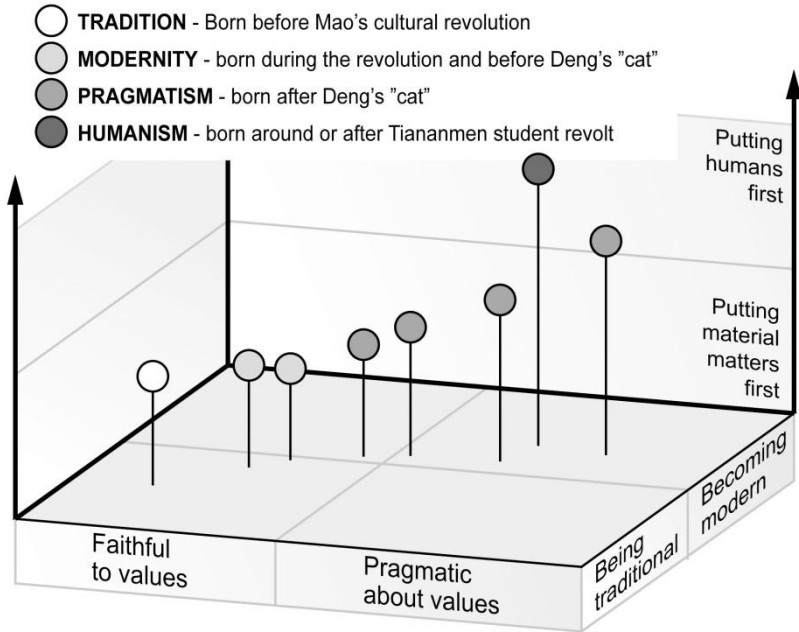 TRADITION - Born before Mao's cultural revolution
MODERNITY - born during the revolution and before Deng's ”cat”
PRAGMATISM - born after Deng's ”cat”
HUMANISM - born around or after Tiananmen student revolt
Putting
humans
first
Putting
material
matters
first
Faithful
to values
Pragmatic
about values
Being
traditional
Becoming
modern